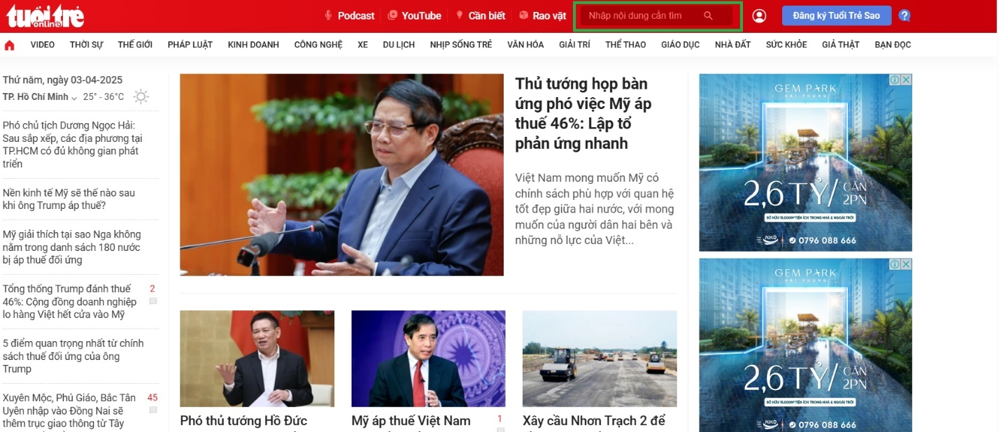 tuổi trẻ
online
Podcast
YouTube
Cần biết
Rao vặt
Nhập nội dung cần tìm
Đăng ký Tuổi Trẻ Sao
?
VIDEO THỜI SỰ THẾ GIỚI PHÁP LUẬT KINH DOANH CÔNG NGHỆ XE DU LỊCH NHỊP SỐNG TRẺ VĂN HÓA GIẢI TRÍ THỂ THAO GIÁO DỤC NHÀ ĐẤT SỨC KHỎE GIẢ THẬT BẠN ĐỌC
Thứ năm, ngày 03-04-2025
TP. Hồ Chí Minh 25° - 36°C
Phó chủ tịch Dương Ngọc Hải:
Sau sắp xếp, các địa phương tại
TP.HCM có đủ không gian phát
triển
Nền kinh tế Mỹ sẽ thế nào sau
khi ông Trump áp thuế?
Mỹ giải thích tại sao Nga không
nằm trong danh sách 180 nước
bị áp thuế đối ứng
Tổng thống Trump đánh thuế 2
46%: Cộng đồng doanh nghiệp
lo hàng Việt hết cửa vào Mỹ
5 điểm quan trọng nhất từ chính
sách thuế đối ứng của ông
Trump
Xuyên Mộc, Phú Giáo, Bắc Tân 45
Uyên nhập vào Đồng Nai sẽ
thêm trục giao thông từ Tây
Thủ tướng họp bàn
ứng phó việc Mỹ áp
thuế 46%: Lập tổ
phản ứng nhanh
Việt Nam mong muốn Mỹ có
chính sách phù hợp với quan hệ
tốt đẹp giữa hai nước, với mong
muốn của người dân hai bên và
những nỗ lực của Việt...
Phó thủ tướng Hồ Đức
Mỹ áp thuế Việt Nam 1
Xây cầu Nhơn Trạch 2 để
GEM PARK
HẢI PHÒNG
2,6 TỶ/ CĂN
2PN
SỞ HỮU 15.000M² TIỆN ÍCH TRONG NHÀ & NGOÀI TRỜI
N.H.O
0796 088 666
GEM PARK
HẢI PHÒNG
2,6 TỶ/ CĂN
2PN
SỞ HỮU 15.000M² TIỆN ÍCH TRONG NHÀ & NGOÀI TRỜI
N.H.O
0796 088 666